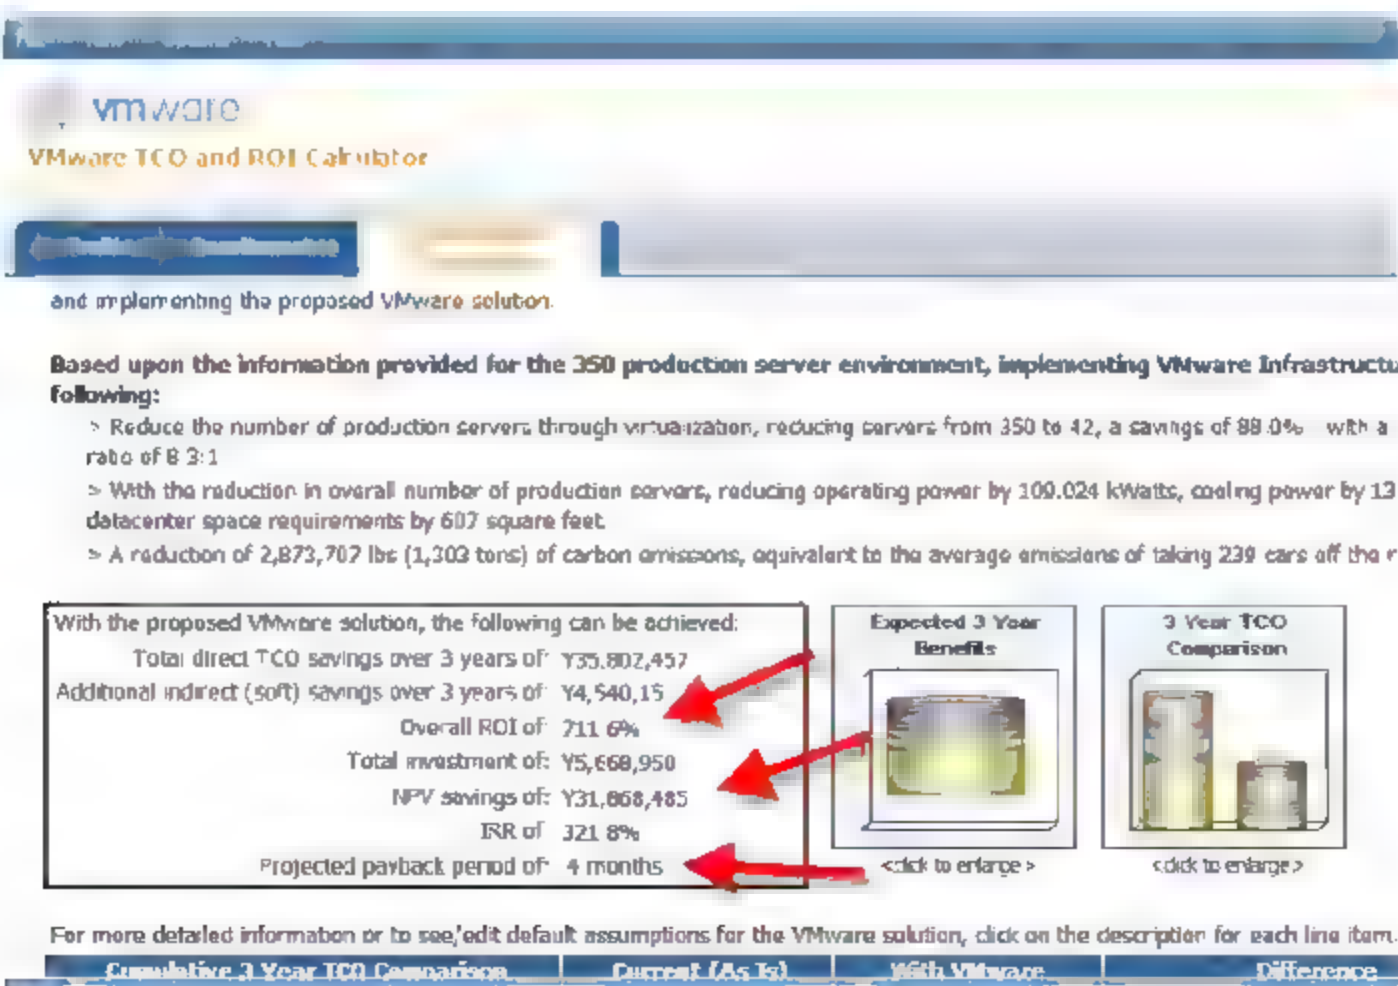 vmware
VMware TCO and ROI Calculator
and implementing the proposed VMware solution.
Based upon the information provided for the 350 production server environment, implementing VMware Infrastructu
following:
> Reduce the number of production servers through virtualization, reducing servers from 350 to 42, a savings of 88.0% with a
ratio of 8.3:1
> With the reduction in overall number of production servers, reducing operating power by 109.024 kWatts, cooling power by 13
datacenter space requirements by 607 square feet.
> A reduction of 2,873,707 lbs (1,303 tons) of carbon emissions, equivalent to the average emissions of taking 239 cars off the r
With the proposed VMware solution, the following can be achieved:
Total direct TCO savings over 3 years of: Y35,802,457
Additional indirect (soft) savings over 3 years of: Y4,540,15
Overall ROI of: 711.6%
Total investment of: Y5,668,950
NPV savings of: Y31,868,485
IRR of: 321.8%
Projected payback period of: 4 months
Expected 3 Year
Benefits
<click to enlarge>
3 Year TCO
Comparison
<click to enlarge>
For more detailed information or to see/edit default assumptions for the VMware solution, click on the description for each line item.
Cumulative 3 Year TCO Comparison Current (As Is) With VMware Difference